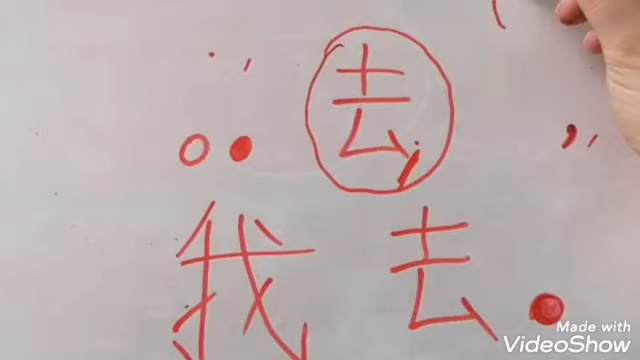 。. 去
我 去.
Made with
VideoShow